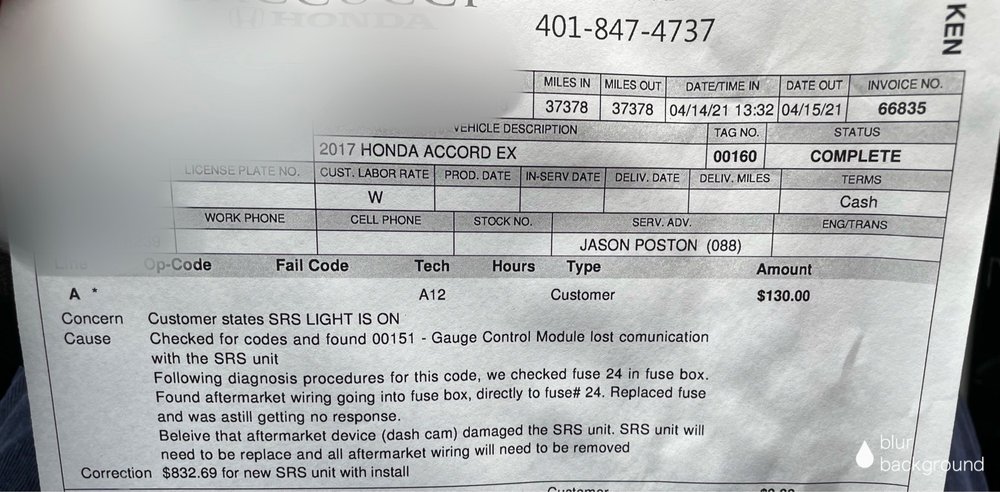 HONDA
401-847-4737
KEN
MILES IN MILES OUT DATE/TIME IN DATE OUT INVOICE NO.
37378 37378 04/14/21 13:32 04/15/21 66835
VEHICLE DESCRIPTION TAG NO. STATUS
2017 HONDA ACCORD EX 00160 COMPLETE
LICENSE PLATE NO. CUST. LABOR RATE PROD. DATE IN-SERV DATE DELIV. DATE DELIV. MILES TERMS
W Cash
WORK PHONE CELL PHONE STOCK NO. SERV. ADV. ENG/TRANS
JASON POSTON (088)
Line Op-Code Fail Code Tech Hours Type Amount
A * A12 Customer $130.00
Concern Customer states SRS LIGHT IS ON
Cause Checked for codes and found 00151 - Gauge Control Module lost comunication
with the SRS unit
Following diagnosis procedures for this code, we checked fuse 24 in fuse box.
Found aftermarket wiring going into fuse box, directly to fuse# 24. Replaced fuse
and was astill getting no response.
Beleive that aftermarket device (dash cam) damaged the SRS unit. SRS unit will
need to be replace and all aftermarket wiring will need to be removed
Correction $832.69 for new SRS unit with install
Customer
blur
background